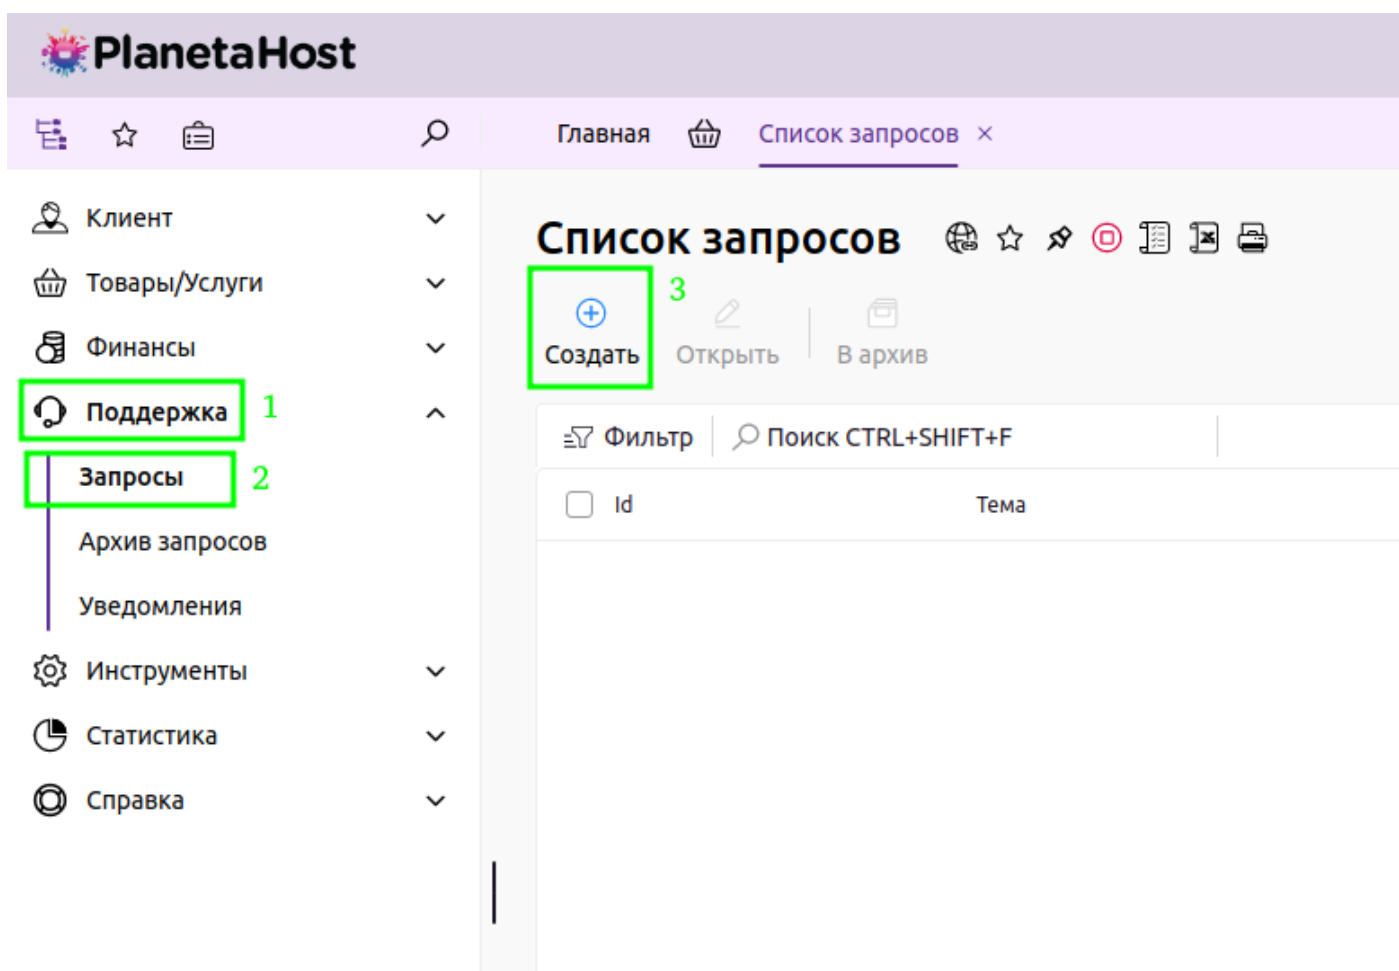 PlanetaHost
Главная Список запросов ×
Клиент
Товары/Услуги
Финансы
Поддержка 1
Запросы 2
Архив запросов
Уведомления
Инструменты
Статистика
Справка
Список запросов
3
Создать Открыть В архив
Фильтр Поиск CTRL+SHIFT+F
Id Тема